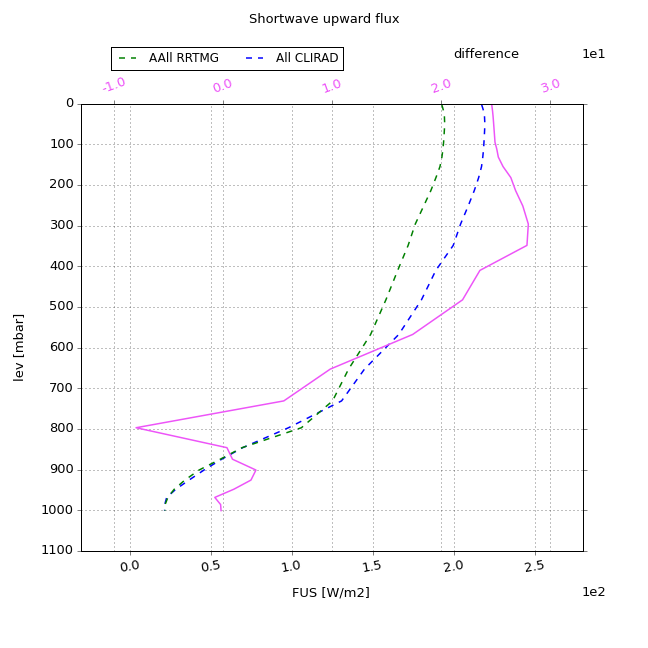 Shortwave upward flux
AAll RRTMG All CLIRAD difference 1e1
-1.0 0.0 1.0 2.0 3.0
0
100
200
300
400
500
600
700
800
900
1000
1100
lev [mbar]
0.0 0.5 1.0 1.5 2.0 2.5
FUS [W/m2] 1e2